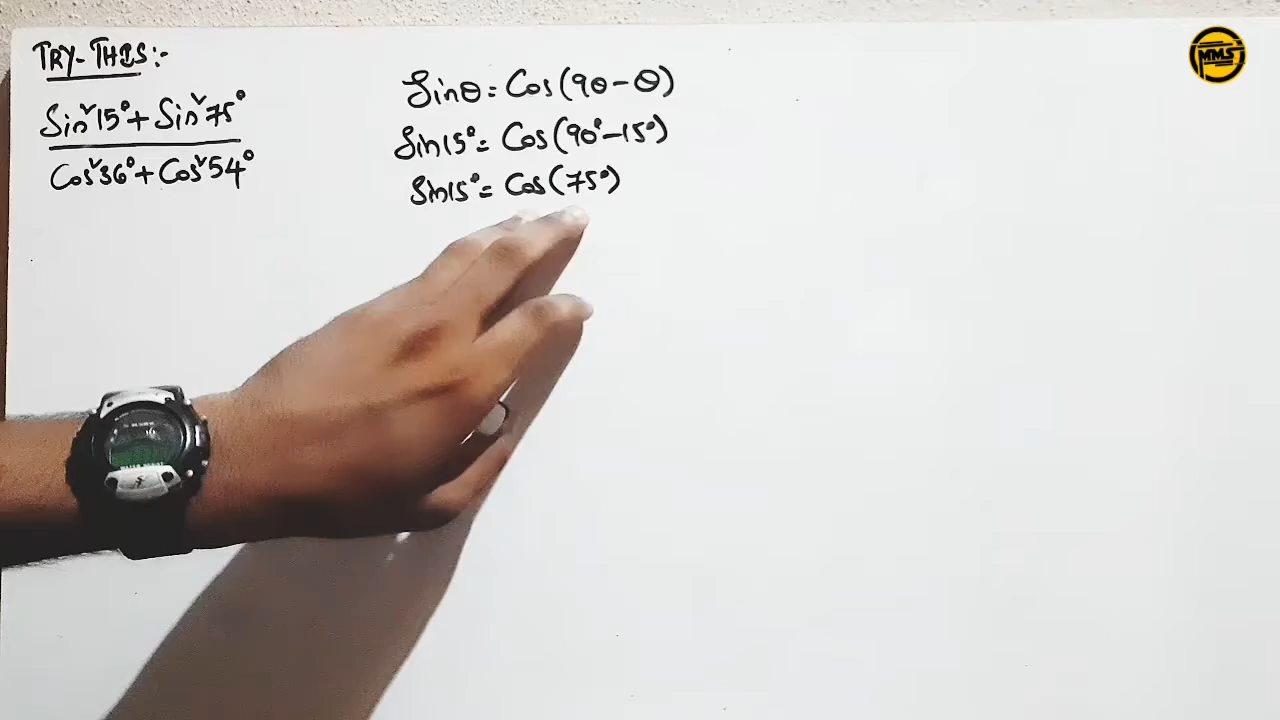 TRY-THIS:-
Sin²15°+Sin²75°
Cos²36°+Cos²54°
Sinθ=Cos(90-θ)
Sin15°=Cos(90°-15°)
Sin15°=Cos(75°)
MMS